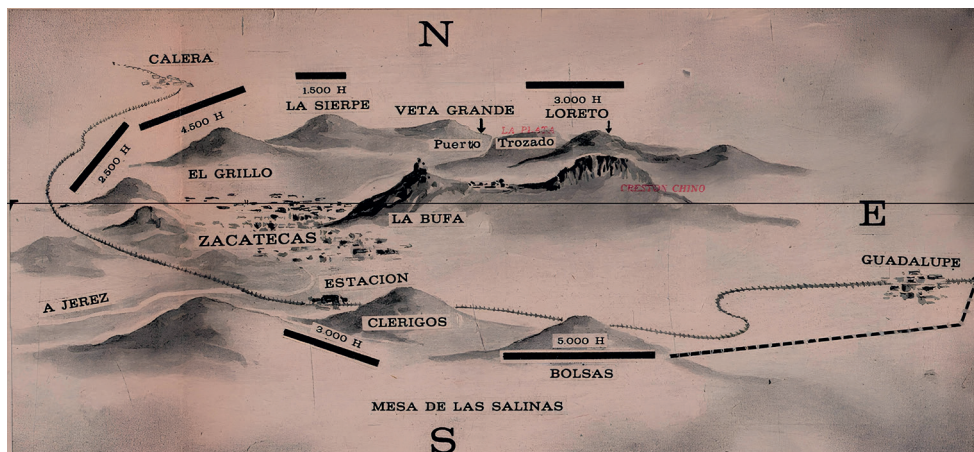 N
CALERA
1.500 H
LA SIERPE
4.500 H
2.500 H
VETA GRANDE
3.000 H
LORETO
LA PLATA
Puerto Trozado
EL GRILLO
CRESTON CHINO
LA BUFA
E
ZACATECAS
GUADALUPE
ESTACION
A JEREZ
CLERIGOS
3.000 H
5.000 H
BOLSAS
MESA DE LAS SALINAS
S